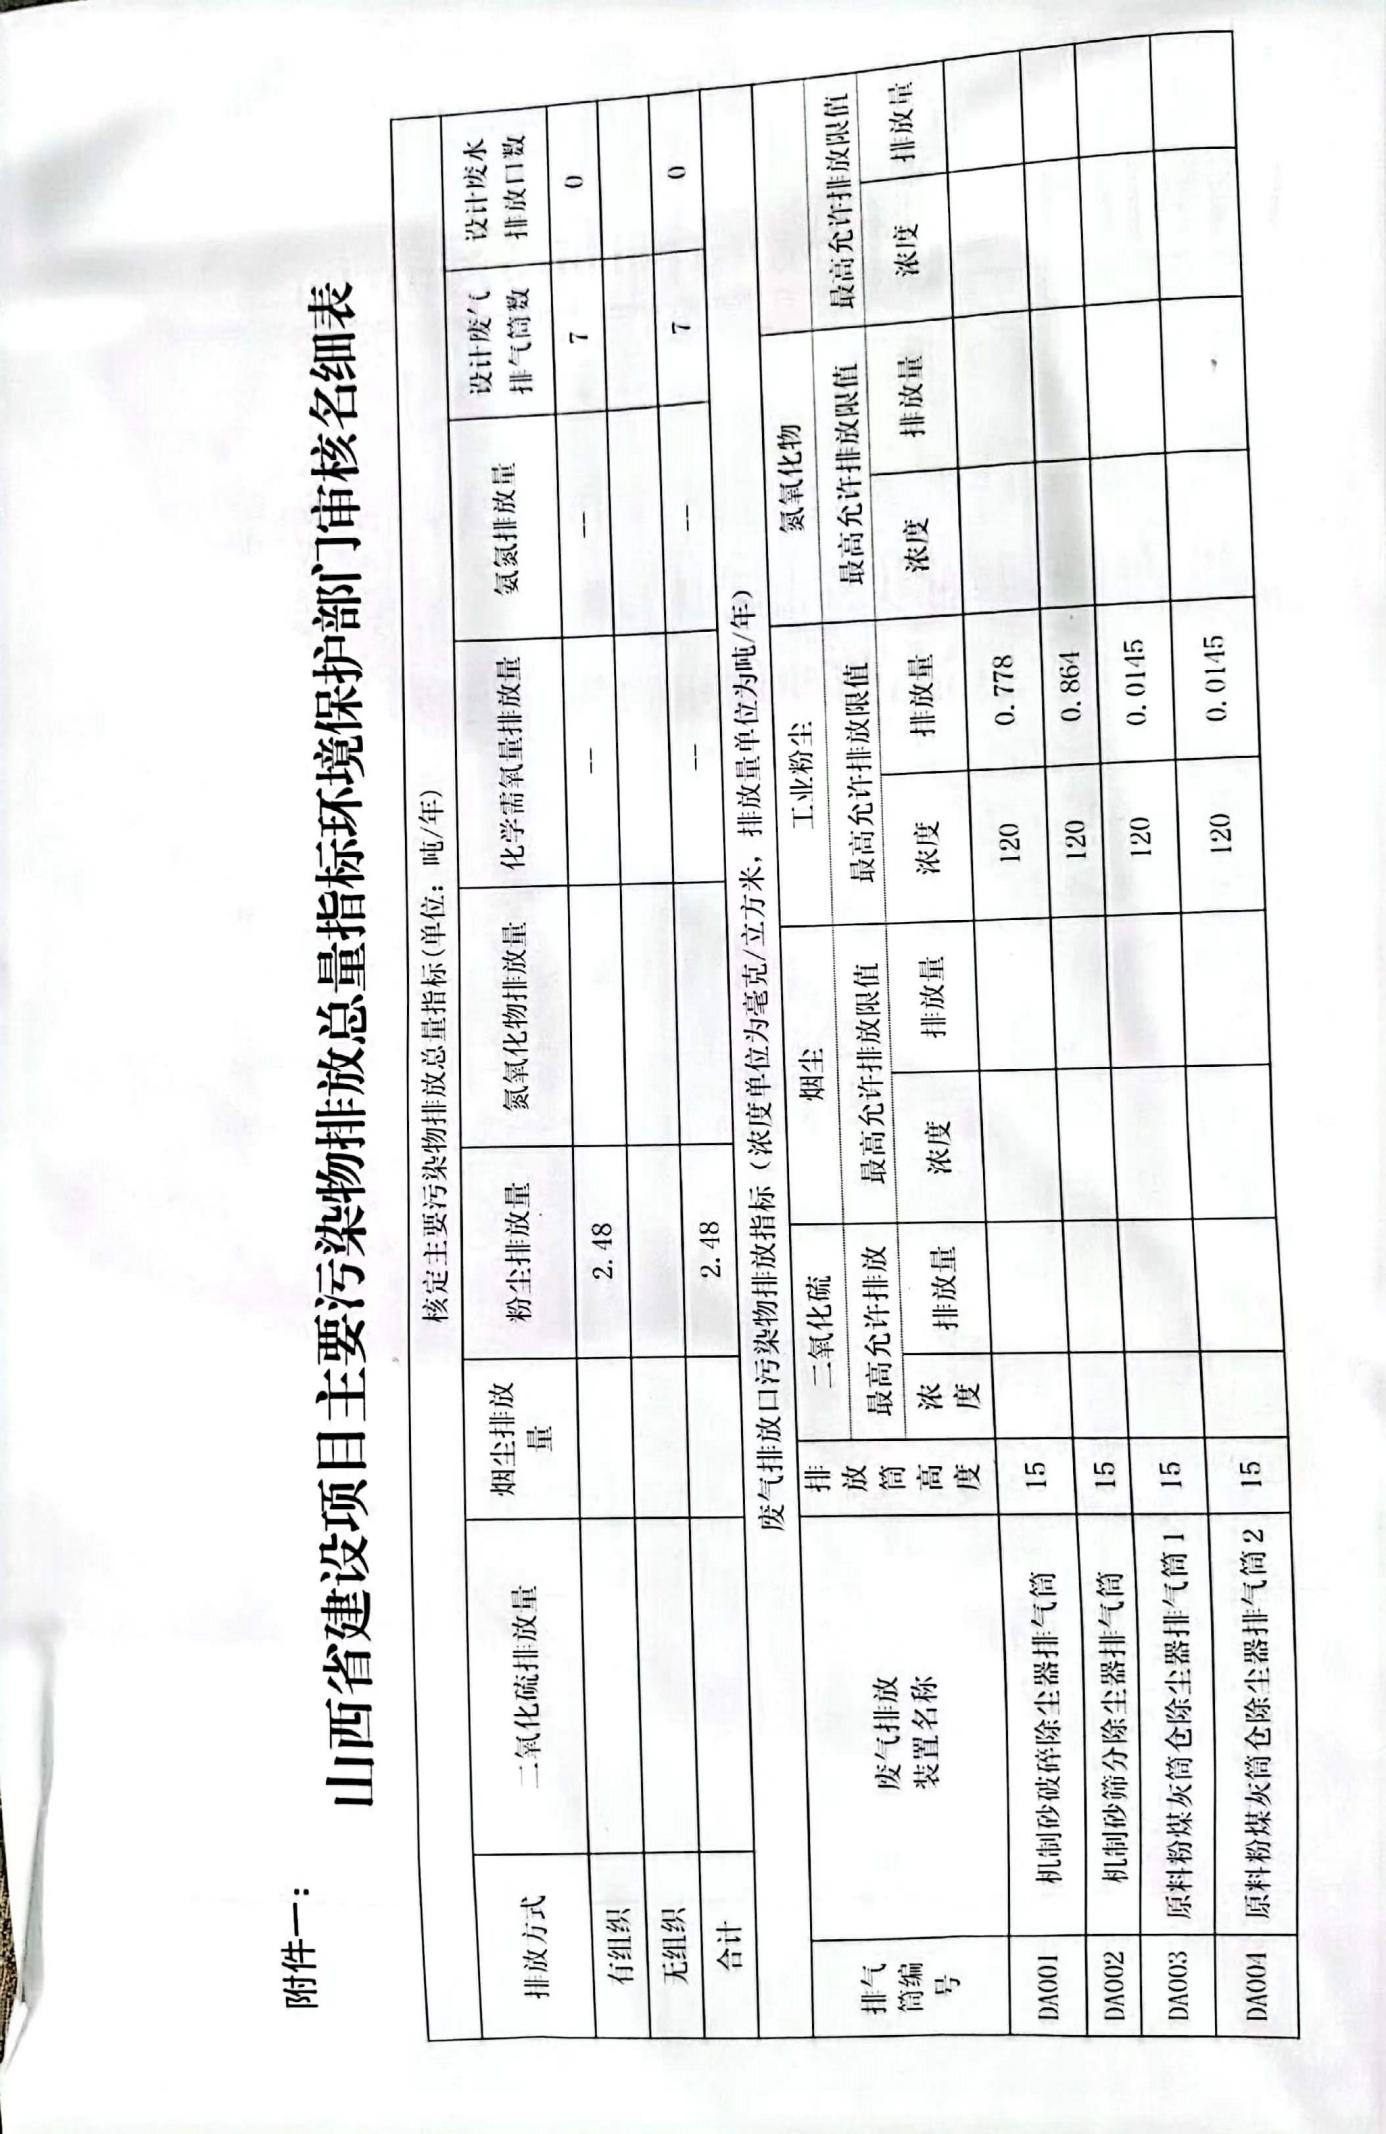 附件一：
山西省建设项目主要污染物排放总量指标环境保护部门审核名细表
核定主要污染物排放总量指标(单位：吨/年)
排放方式 二氧化硫排放量 烟尘排放量 粉尘排放量 氮氧化物排放量 化学需氧量排放量 氨氮排放量 设计废气排气筒数 设计废水排放口数
有组织 2.48 -- -- 7 0
无组织
合计 2.48 -- -- 7 0
废气排放口污染物排放指标（浓度单位为毫克/立方米，排放量单位为吨/年）
排气筒编号 废气排放装置名称 排放筒高度 二氧化硫 烟尘 工业粉尘 氮氧化物
最高允许排放 最高允许排放限值 最高允许排放限值 最高允许排放限值 最高允许排放限值
浓度 排放量 浓度 排放量 浓度 排放量 浓度 排放量 浓度 排放量
DA001 机制砂破碎除尘器排气筒 15 120 0.778
DA002 机制砂筛分除尘器排气筒 15 120 0.864
DA003 原料粉煤灰筒仓除尘器排气筒1 15 120 0.0145
DA004 原料粉煤灰筒仓除尘器排气筒2 15 120 0.0145